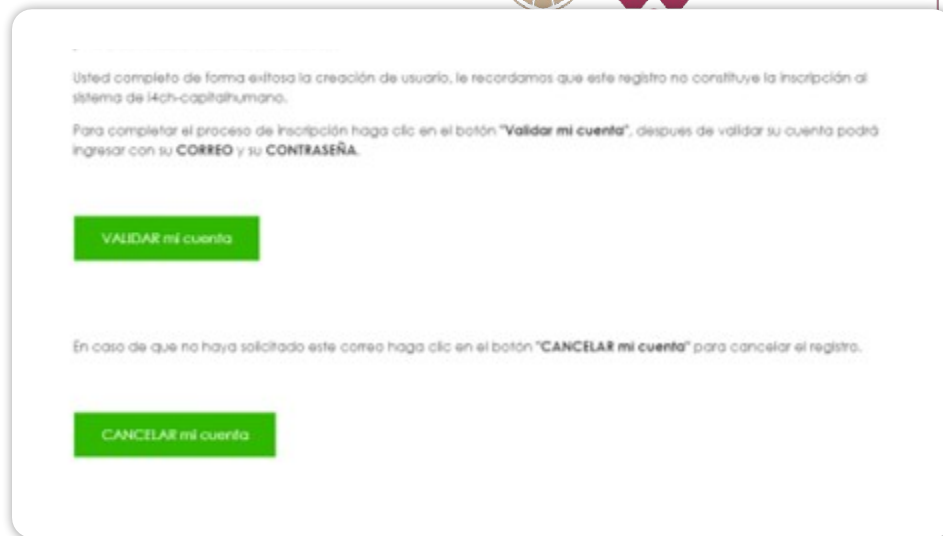 Usted completo de forma exitosa la creación de usuario, le recordamos que este registro no constituye la inscripción al
sistema de i4ch-capitalhumano.
Para completar el proceso de inscripción haga clic en el botón "Validar mi cuenta", despues de validar su cuenta podrá
ingresar con su CORREO y su CONTRASEÑA.
VALIDAR mi cuenta
En caso de que no haya solicitado este correo haga clic en el botón "CANCELAR mi cuenta" para cancelar el registro.
CANCELAR mi cuenta